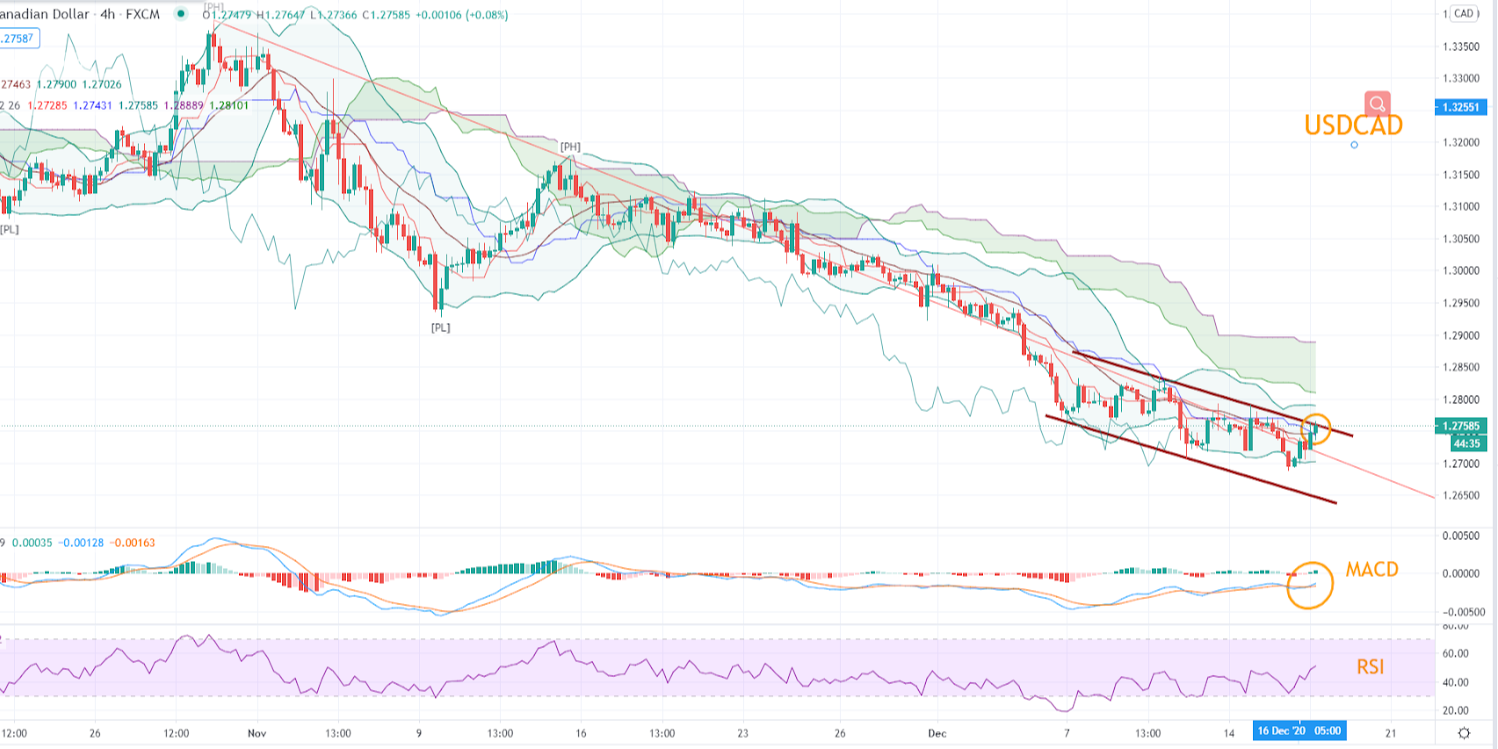 anadian Dollar · 4h · FXCM O1.27479 H1.27647 L1.27366 C1.27585 +0.00106 (+0.08%)
.27587
27463 1.27900 1.27026
2 26 1.27285 1.27431 1.27585 1.28889 1.28101
[PH]
[PL]
[PH]
[PL]
USDCAD
CAD
1.33500
1.33000
1.32551
1.32000
1.31500
1.31000
1.30500
1.30000
1.29500
1.29000
1.28500
1.28000
1.27585
44:35
1.27000
1.26500
9 0.00035 −0.00128 −0.00163
MACD
0.00500
0.00000
−0.00500
RSI
80.00
60.00
40.00
20.00
12:00 26 12:00 Nov 13:00 9 13:00 16 13:00 23 26 Dec 7 13:00 14 16 Dec '20 05:00 21